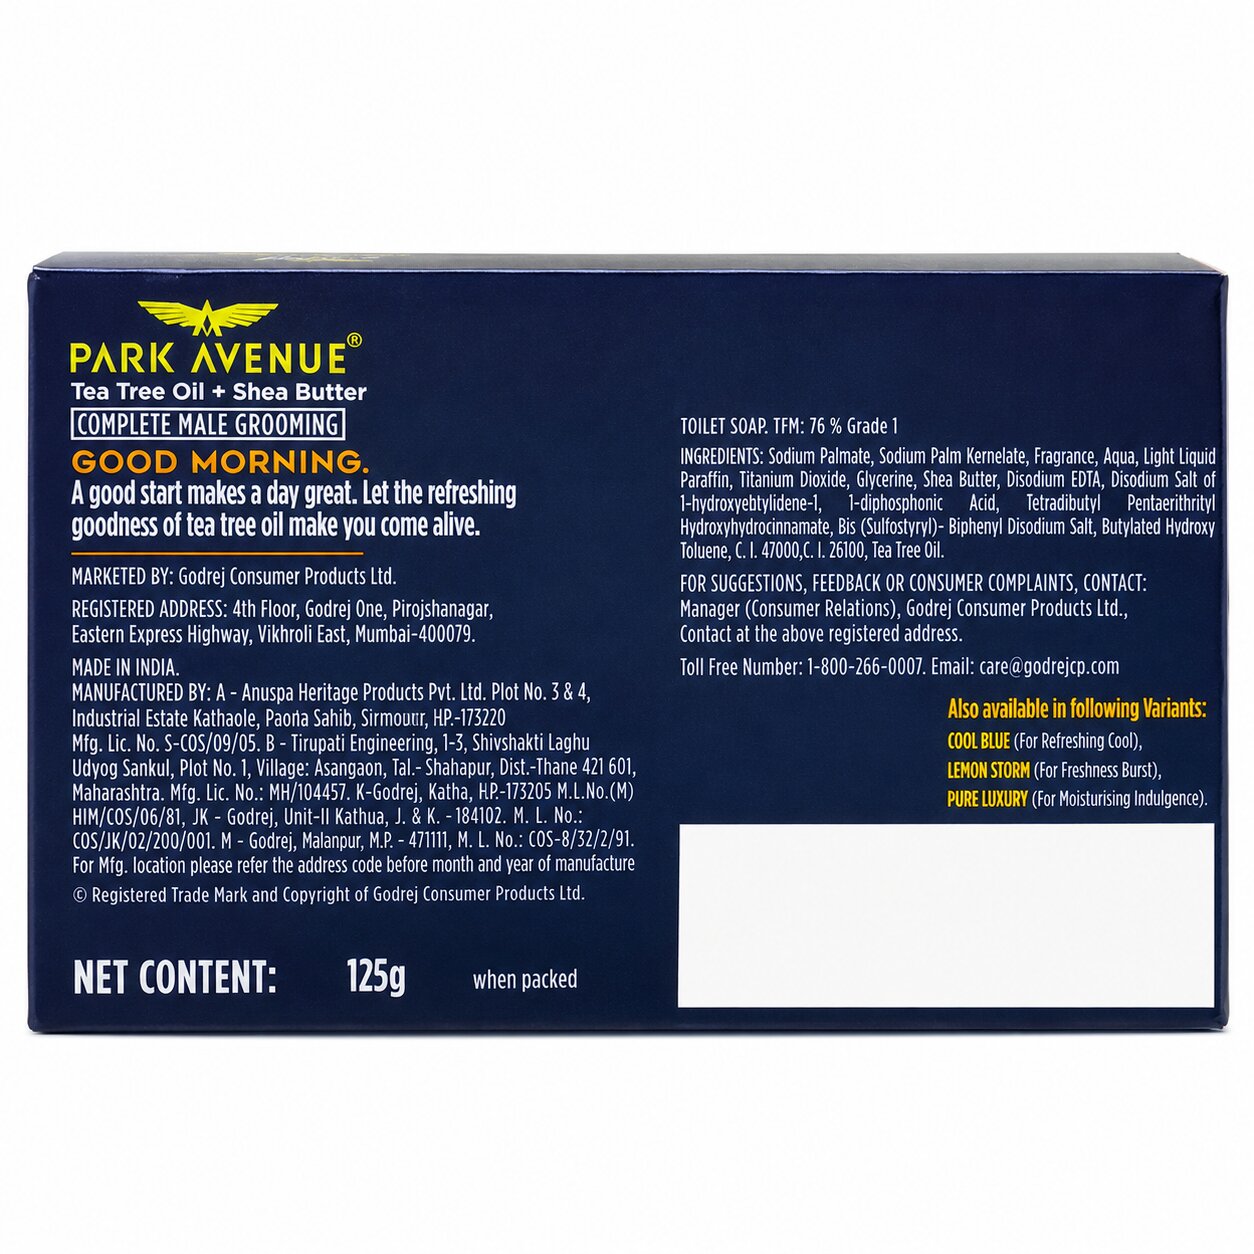 PARK AVENUE®
Tea Tree Oil + Shea Butter
COMPLETE MALE GROOMING
GOOD MORNING.
A good start makes a day great. Let the refreshing
goodness of tea tree oil make you come alive.
MARKETED BY: Godrej Consumer Products Ltd.
REGISTERED ADDRESS: 4th Floor, Godrej One, Pirojshanagar,
Eastern Express Highway, Vikhroli East, Mumbai-400079.
MADE IN INDIA.
MANUFACTURED BY: A - Anuspa Heritage Products Pvt. Ltd. Plot No. 3 & 4,
Industrial Estate Kathaole, Paona Sahib, Sirmour, HP.-173220
Mfg. Lic. No. S-COS/09/05. B - Tirupati Engineering, 1-3, Shivshakti Laghu
Udyog Sankul, Plot No. 1, Village: Asangaon, Tal.- Shahapur, Dist.-Thane 421 601,
Maharashtra. Mfg. Lic. No.: MH/104457. K-Godrej, Katha, H.P.-173205 M.L.No.(M)
HIM/COS/06/81, JK - Godrej, Unit-II Kathua, J. & K. - 184102. M. L. No.:
COS/JK/02/200/001. M - Godrej, Malanpur, M.P. - 471111, M. L. No.: COS-8/32/2/91.
For Mfg. location please refer the address code before month and year of manufacture
© Registered Trade Mark and Copyright of Godrej Consumer Products Ltd.
NET CONTENT: 125g when packed
TOILET SOAP. TFM: 76 % Grade 1
INGREDIENTS: Sodium Palmate, Sodium Palm Kernelate, Fragrance, Aqua, Light Liquid
Paraffin, Titanium Dioxide, Glycerine, Shea Butter, Disodium EDTA, Disodium Salt of
1-hydroxyebtylidene-1, 1-diphosphonic Acid, Tetradibutyl Pentaerithrityl
Hydroxyhydrocinnamate, Bis (Sulfostyryl)- Biphenyl Disodium Salt, Butylated Hydroxy
Toluene, C. I. 47000,C. I. 26100, Tea Tree Oil.
FOR SUGGESTIONS, FEEDBACK OR CONSUMER COMPLAINTS, CONTACT:
Manager (Consumer Relations), Godrej Consumer Products Ltd.,
Contact at the above registered address.
Toll Free Number: 1-800-266-0007. Email: care@godrejcp.com
Also available in following Variants:
COOL BLUE (For Refreshing Cool),
LEMON STORM (For Freshness Burst),
PURE LUXURY (For Moisturising Indulgence).